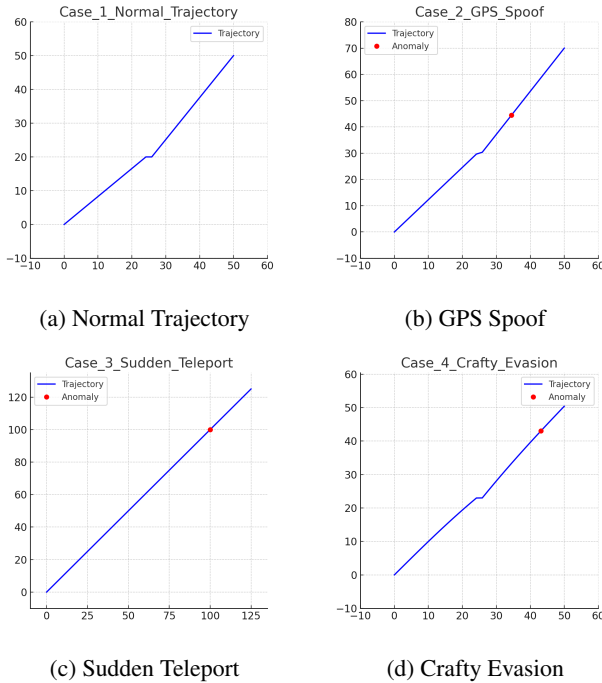 Case_1_Normal_Trajectory
Trajectory
60
50
40
30
20
10
0
−10
−10 0 10 20 30 40 50 60
(a) Normal Trajectory
Case_2_GPS_Spoof
Trajectory
Anomaly
80
70
60
50
40
30
20
10
0
−10
−10 0 10 20 30 40 50 60
(b) GPS Spoof
Case_3_Sudden_Teleport
Trajectory
Anomaly
120
100
80
60
40
20
0
0 25 50 75 100 125
(c) Sudden Teleport
Case_4_Crafty_Evasion
Trajectory
Anomaly
60
50
40
30
20
10
0
−10
−10 0 10 20 30 40 50 60
(d) Crafty Evasion